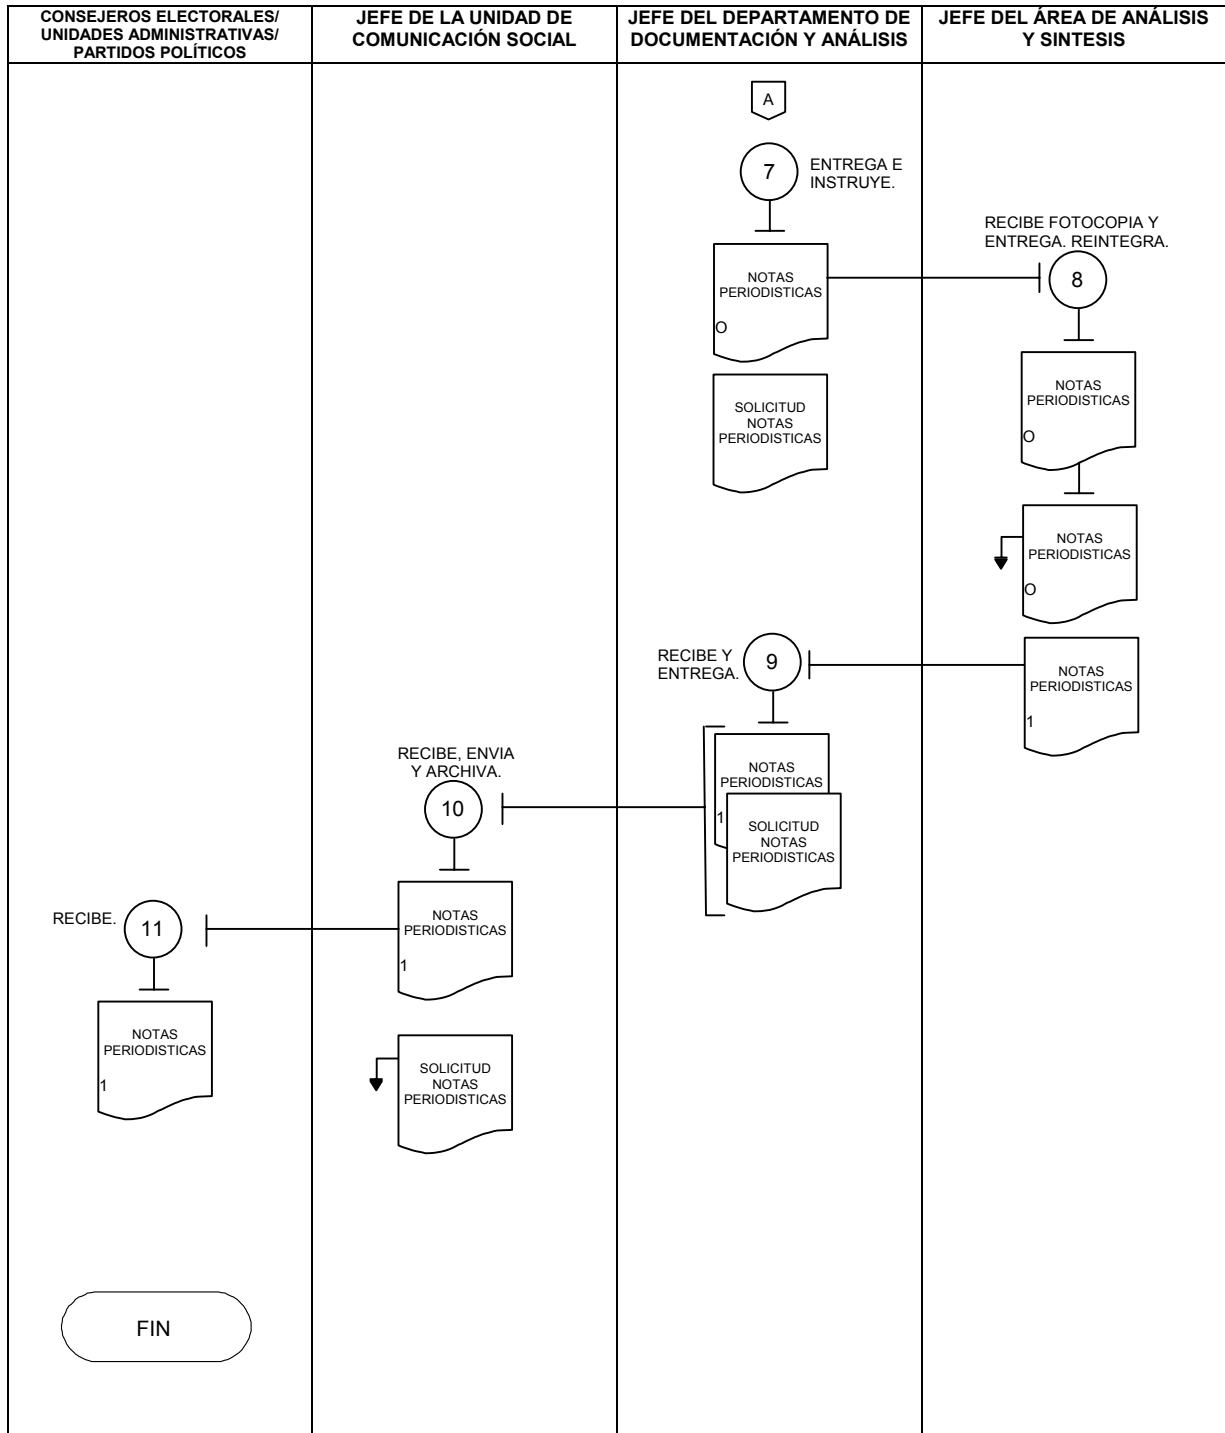 CONSEJEROS ELECTORALES/
UNIDADES ADMINISTRATIVAS/
PARTIDOS POLÍTICOS
JEFE DE LA UNIDAD DE
COMUNICACIÓN SOCIAL
JEFE DEL DEPARTAMENTO DE
DOCUMENTACIÓN Y ANÁLISIS
JEFE DEL ÁREA DE ANÁLISIS
Y SINTESIS
A
7
ENTREGA E
INSTRUYE.
NOTAS
PERIODISTICAS
O
RECIBE FOTOCOPIA Y
ENTREGA. REINTEGRA.
8
SOLICITUD
NOTAS
PERIODISTICAS
NOTAS
PERIODISTICAS
O
NOTAS
PERIODISTICAS
O
NOTAS
PERIODISTICAS
1
RECIBE Y
ENTREGA.
9
NOTAS
PERIODISTICAS
1
SOLICITUD
NOTAS
PERIODISTICAS
RECIBE, ENVIA
Y ARCHIVA.
10
NOTAS
PERIODISTICAS
1
SOLICITUD
NOTAS
PERIODISTICAS
RECIBE.
11
NOTAS
PERIODISTICAS
1
FIN